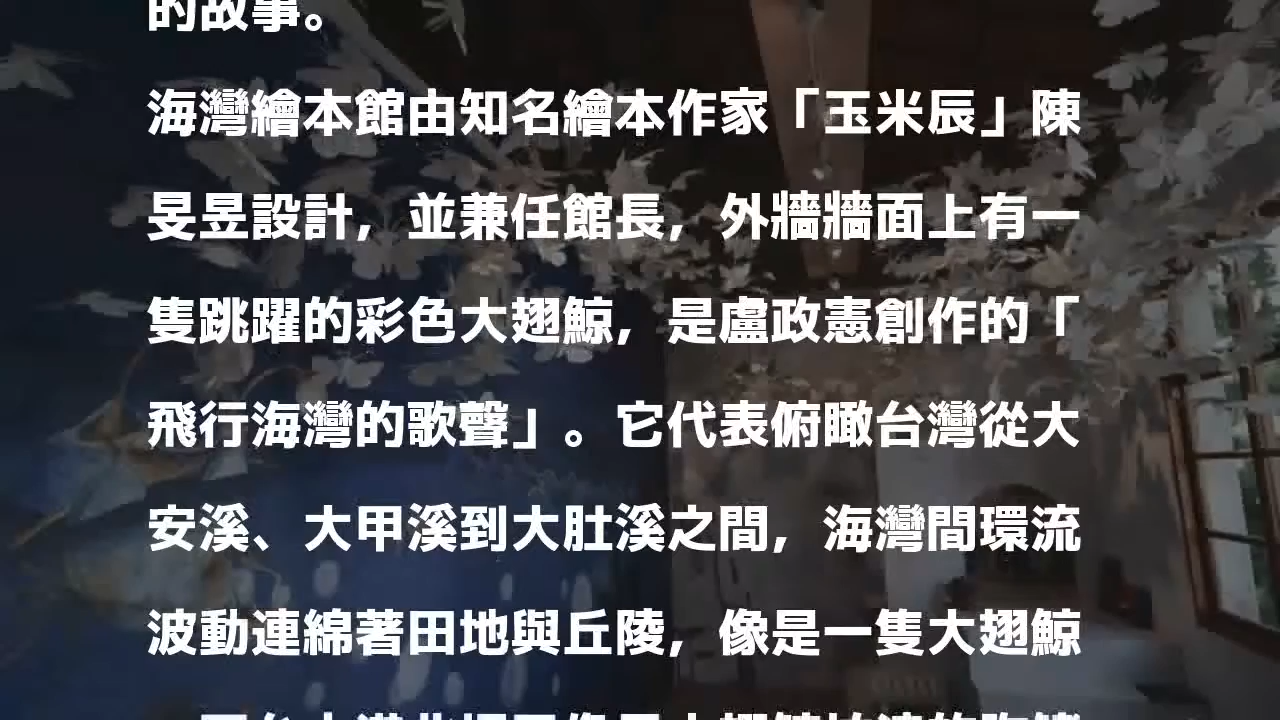 的故事。
海灣繪本館由知名繪本作家「玉米辰」陳
旻昱設計，並兼任館長，外牆牆面上有一
隻跳躍的彩色大翅鯨，是盧政憲創作的「
飛行海灣的歌聲」。它代表俯瞰台灣從大
安溪、大甲溪到大肚溪之間，海灣間環流
波動連綿著田地與丘陵，像是一隻大翅鯨